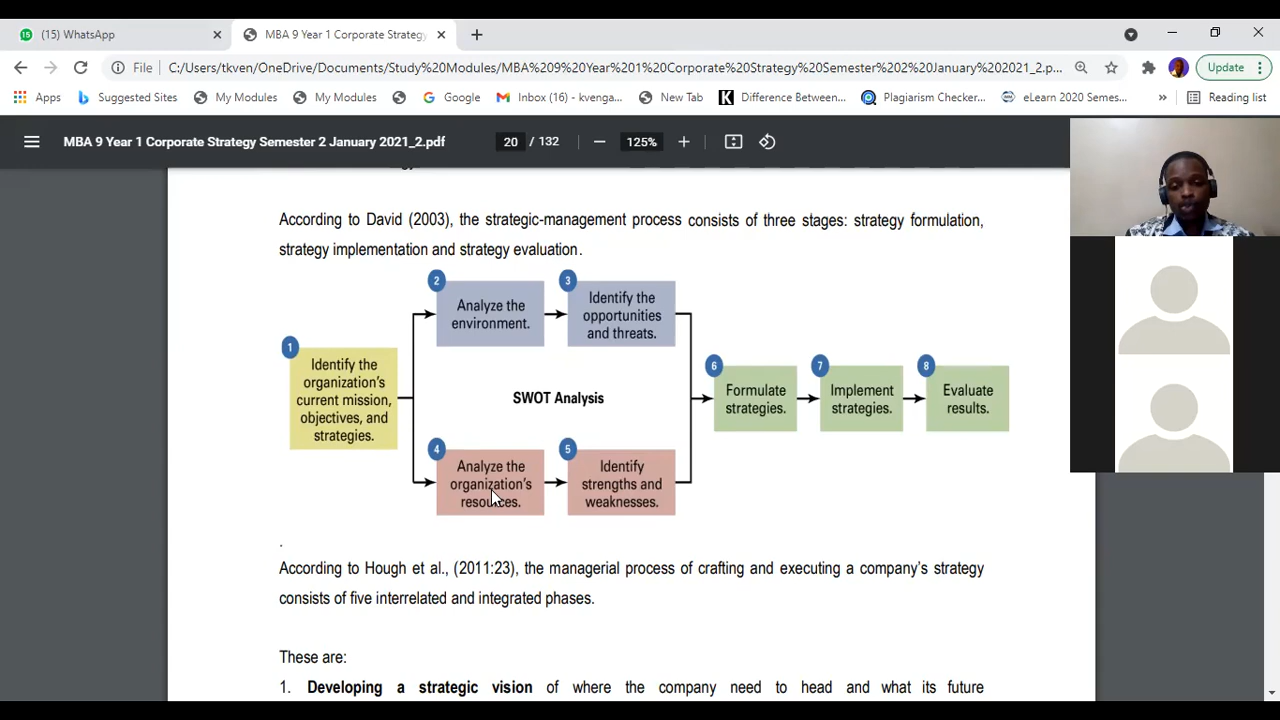 (15) WhatsApp
MBA 9 Year 1 Corporate Strategy
File
C:/Users/tkven/OneDrive/Documents/Study%20Modules/MBA%209%20Year%201%20Corporate%20Strategy%20Semester%202%20January%202021_2.p...
Update
Apps
Suggested Sites
My Modules
My Modules
Google
Inbox (16) - kvenga...
New Tab
Difference Between...
Plagiarism Checker...
eLearn 2020 Semes...
»
Reading list
MBA 9 Year 1 Corporate Strategy Semester 2 January 2021_2.pdf
20 / 132
125%
According to David (2003), the strategic-management process consists of three stages: strategy formulation,
strategy implementation and strategy evaluation.
1
Identify the
organization's
current mission,
objectives, and
strategies.
2
Analyze the
environment.
3
Identify the
opportunities
and threats.
SWOT Analysis
4
Analyze the
organization's
resources.
5
Identify
strengths and
weaknesses.
6
Formulate
strategies.
7
Implement
strategies.
8
Evaluate
results.
.
According to Hough et al., (2011:23), the managerial process of crafting and executing a company's strategy
consists of five interrelated and integrated phases.
These are:
1. Developing a strategic vision of where the company need to head and what its future